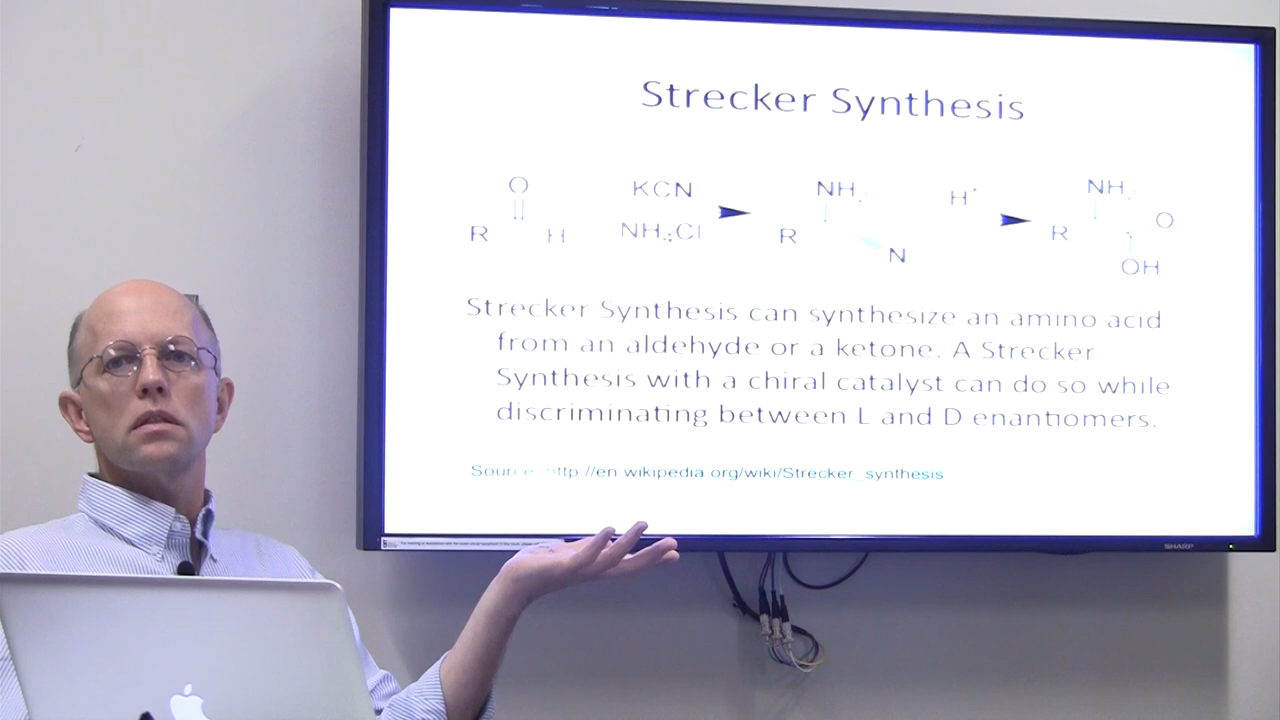 Strecker Synthesis
O KCN NH₂ H⁺ NH₂ O
R H NH₄Cl R N R OH
Strecker Synthesis can synthesize an amino acid
from an aldehyde or a ketone. A Strecker
Synthesis with a chiral catalyst can do so while
discriminating between L and D enantiomers.
Source: http://en.wikipedia.org/wiki/Strecker_synthesis
SHARP